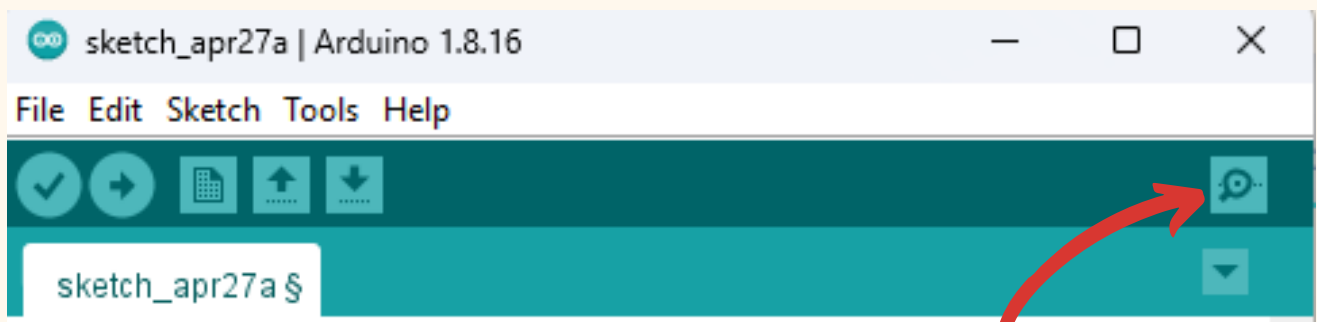 sketch_apr27a | Arduino 1.8.16
File Edit Sketch Tools Help
sketch_apr27a §